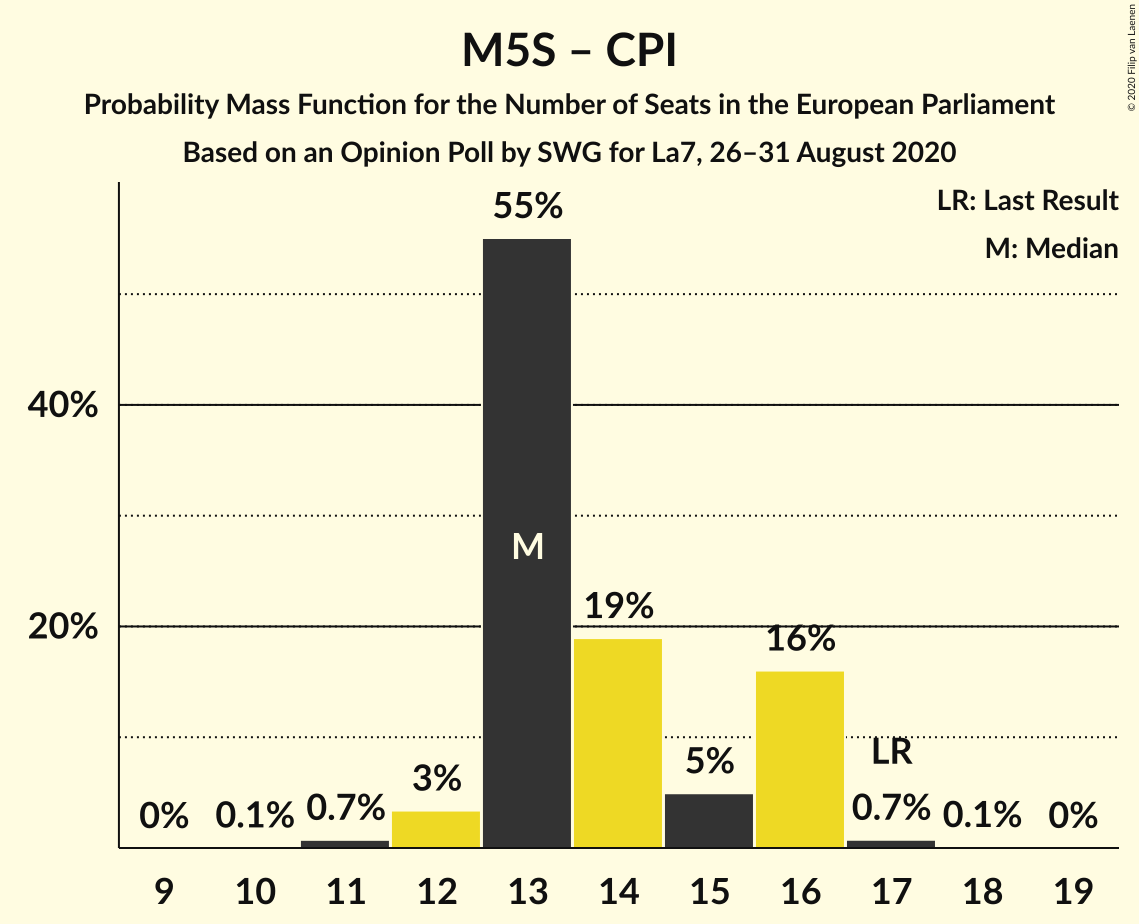 M5S – CPI
Probability Mass Function for the Number of Seats in the European Parliament
Based on an Opinion Poll by SWG for La7, 26–31 August 2020
© 2020 Filip van Laenen
LR: Last Result
M: Median
40%
20%
0%
0.1%
0.7%
3%
55%
M
19%
5%
16%
LR
0.7%
0.1%
0%
9 10 11 12 13 14 15 16 17 18 19